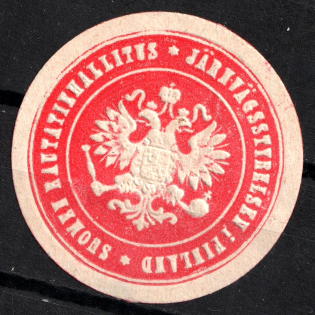 SUOMEN RAUTATIEHALLITUS *
JÄRNVÄGSSTYRELSEN i FINLAND *